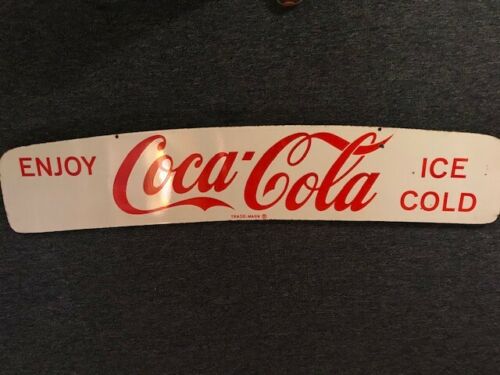 ENJOY
Coca-Cola
TRADE-MARK ®
ICE
COLD